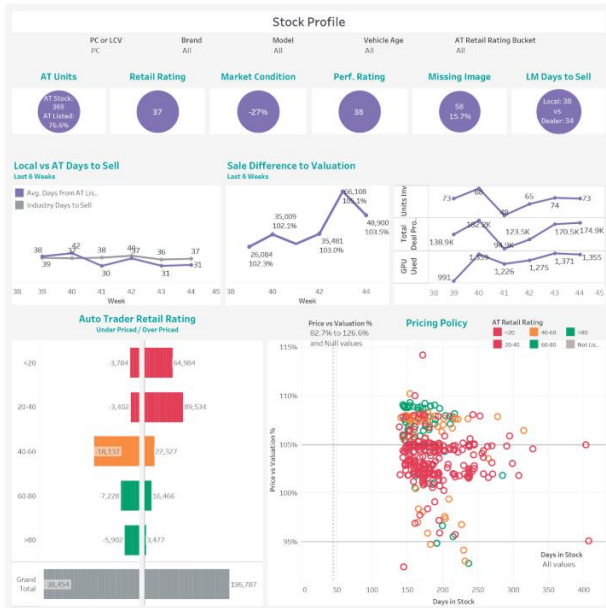 Stock Profile
PC or LCV Brand Model Vehicle Age AT Retail Rating Bucket
PC All All All All
AT Units Retail Rating Market Condition Perf. Rating Missing Image LM Days to Sell
AT Stock:
369
AT Listed:
76.6%
37
-27%
38
58
15.7%
Local: 38
vs
Dealer: 34
Local vs AT Days to Sell
Last 6 Weeks
Avg. Days from AT Lis..
Industry Days to Sell
38 42 41 38 40 36 37
39 37 30 37 31 31
38 39 40 41 42 43 44 45
Week
Sale Difference to Valuation
Last 6 Weeks
26,084
102.3%
35,009
102.1%
35,481
103.0%
66,108
105.1%
48,900
103.5%
40 42 44
Week
Units Inv
73 49 65 74 73
Total
Deal Pro..
138.9K 182.2K 94.9K 123.5K 170.5K 174.9K
GPU
Used
991 1,339 1,226 1,275 1,371 1,355
38 39 40 41 42 43 44 45
Auto Trader Retail Rating
Under Priced / Over Priced
<20 -3,784 64,984
20-40 -3,402 89,534
40-60 -18,137 22,327
60-80 -7,228 16,466
>80 -5,902 3,477
Grand
Total -38,454 196,787
Price vs Valuation %
82.7% to 126.6%
and Null values
Pricing Policy
AT Retail Rating
<20 40-60 >80
20-40 60-80 Not Lis..
115%
110%
105%
100%
95%
Price vs Valuation %
Days in Stock
All values
0 50 100 150 200 250 300 350 400
Days in Stock